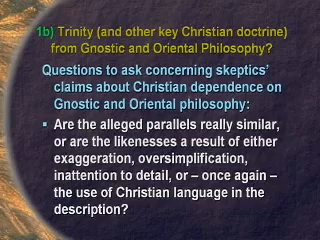 1b) Trinity (and other key Christian doctrine)
from Gnostic and Oriental Philosophy?
Questions to ask concerning skeptics’
claims about Christian dependence on
Gnostic and Oriental philosophy:
▪ Are the alleged parallels really similar,
or are the likenesses a result of either
exaggeration, oversimplification,
inattention to detail, or – once again –
the use of Christian language in the
description?